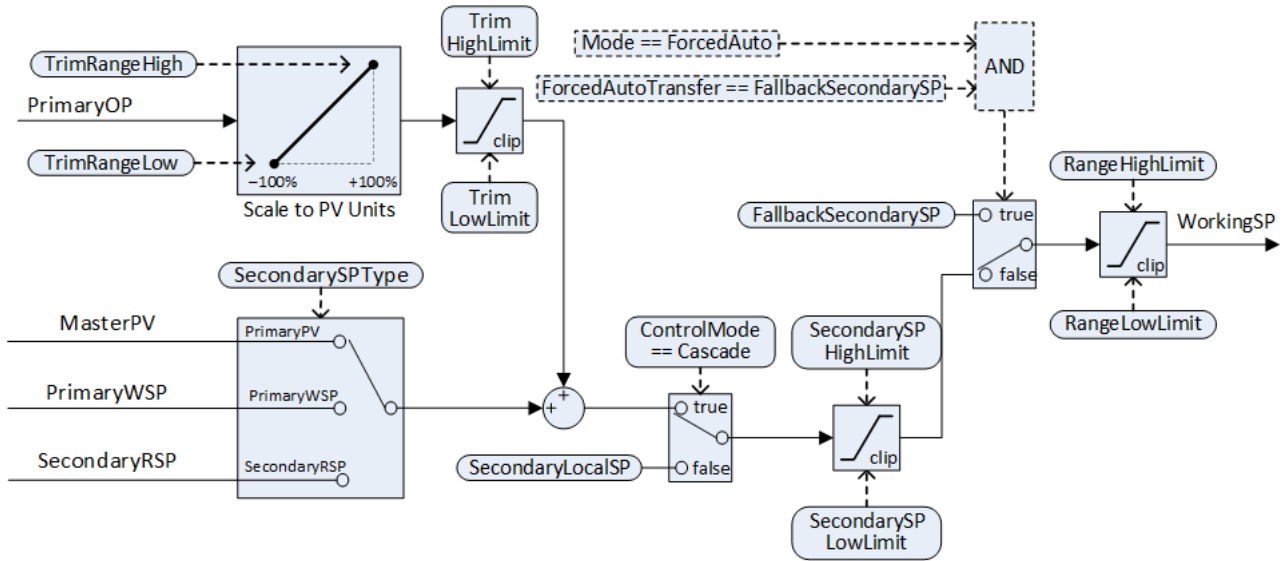 TrimRangeHigh
PrimaryOP
TrimRangeLow
−100%
+100%
Scale to PV Units
Trim
HighLimit
clip
Trim
LowLimit
Mode == ForcedAuto
ForcedAutoTransfer == FallbackSecondarySP
AND
FallbackSecondarySP
true
false
RangeHighLimit
clip
RangeLowLimit
WorkingSP
SecondarySPType
MasterPV
PrimaryPV
PrimaryWSP
PrimaryWSP
SecondaryRSP
SecondaryRSP
+
+
ControlMode
== Cascade
true
SecondaryLocalSP
false
SecondarySP
HighLimit
clip
SecondarySP
LowLimit